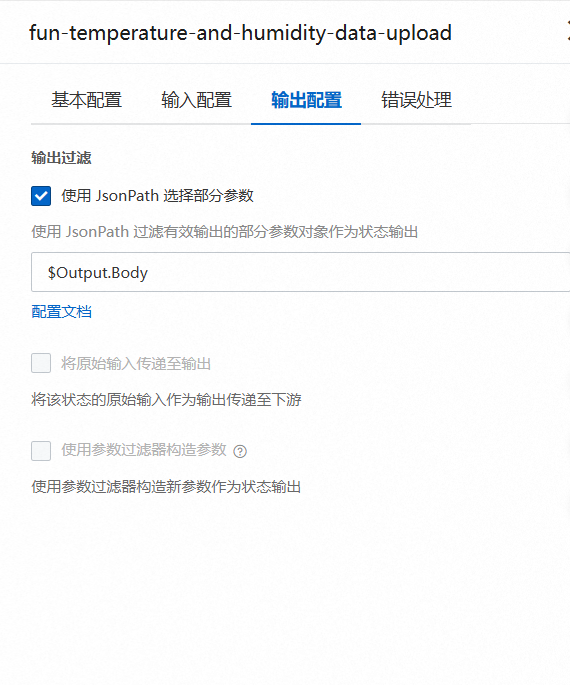 fun-temperature-and-humidity-data-upload
基本配置 输入配置 输出配置 错误处理
输出过滤
使用 JsonPath 选择部分参数
使用 JsonPath 过滤有效输出的部分参数对象作为状态输出
$Output.Body
配置文档
将原始输入传递至输出
将该状态的原始输入作为输出传递至下游
使用参数过滤器构造参数 ?
使用参数过滤器构造新参数作为状态输出